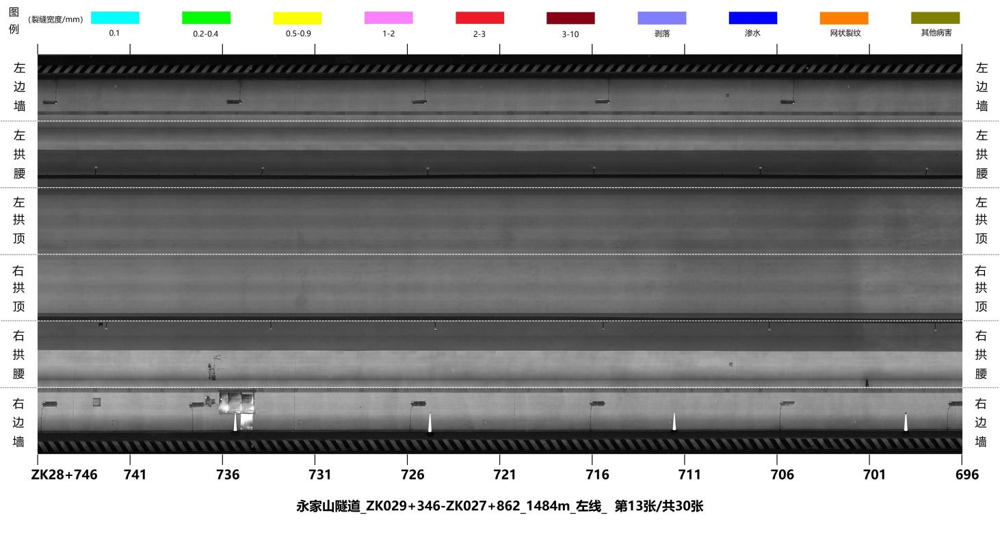 图例
(裂缝宽度/mm)
0.1
0.2-0.4
0.5-0.9
1-2
2-3
3-10
剥落
渗水
网状裂纹
其他病害
左边墙
左边墙
左拱腰
左拱腰
左拱顶
左拱顶
右拱顶
右拱顶
右拱腰
右拱腰
右边墙
右边墙
ZK28+746 741 736 731 726 721 716 711 706 701 696
永家山隧道_ZK029+346-ZK027+862_1484m_左线_ 第13张/共30张